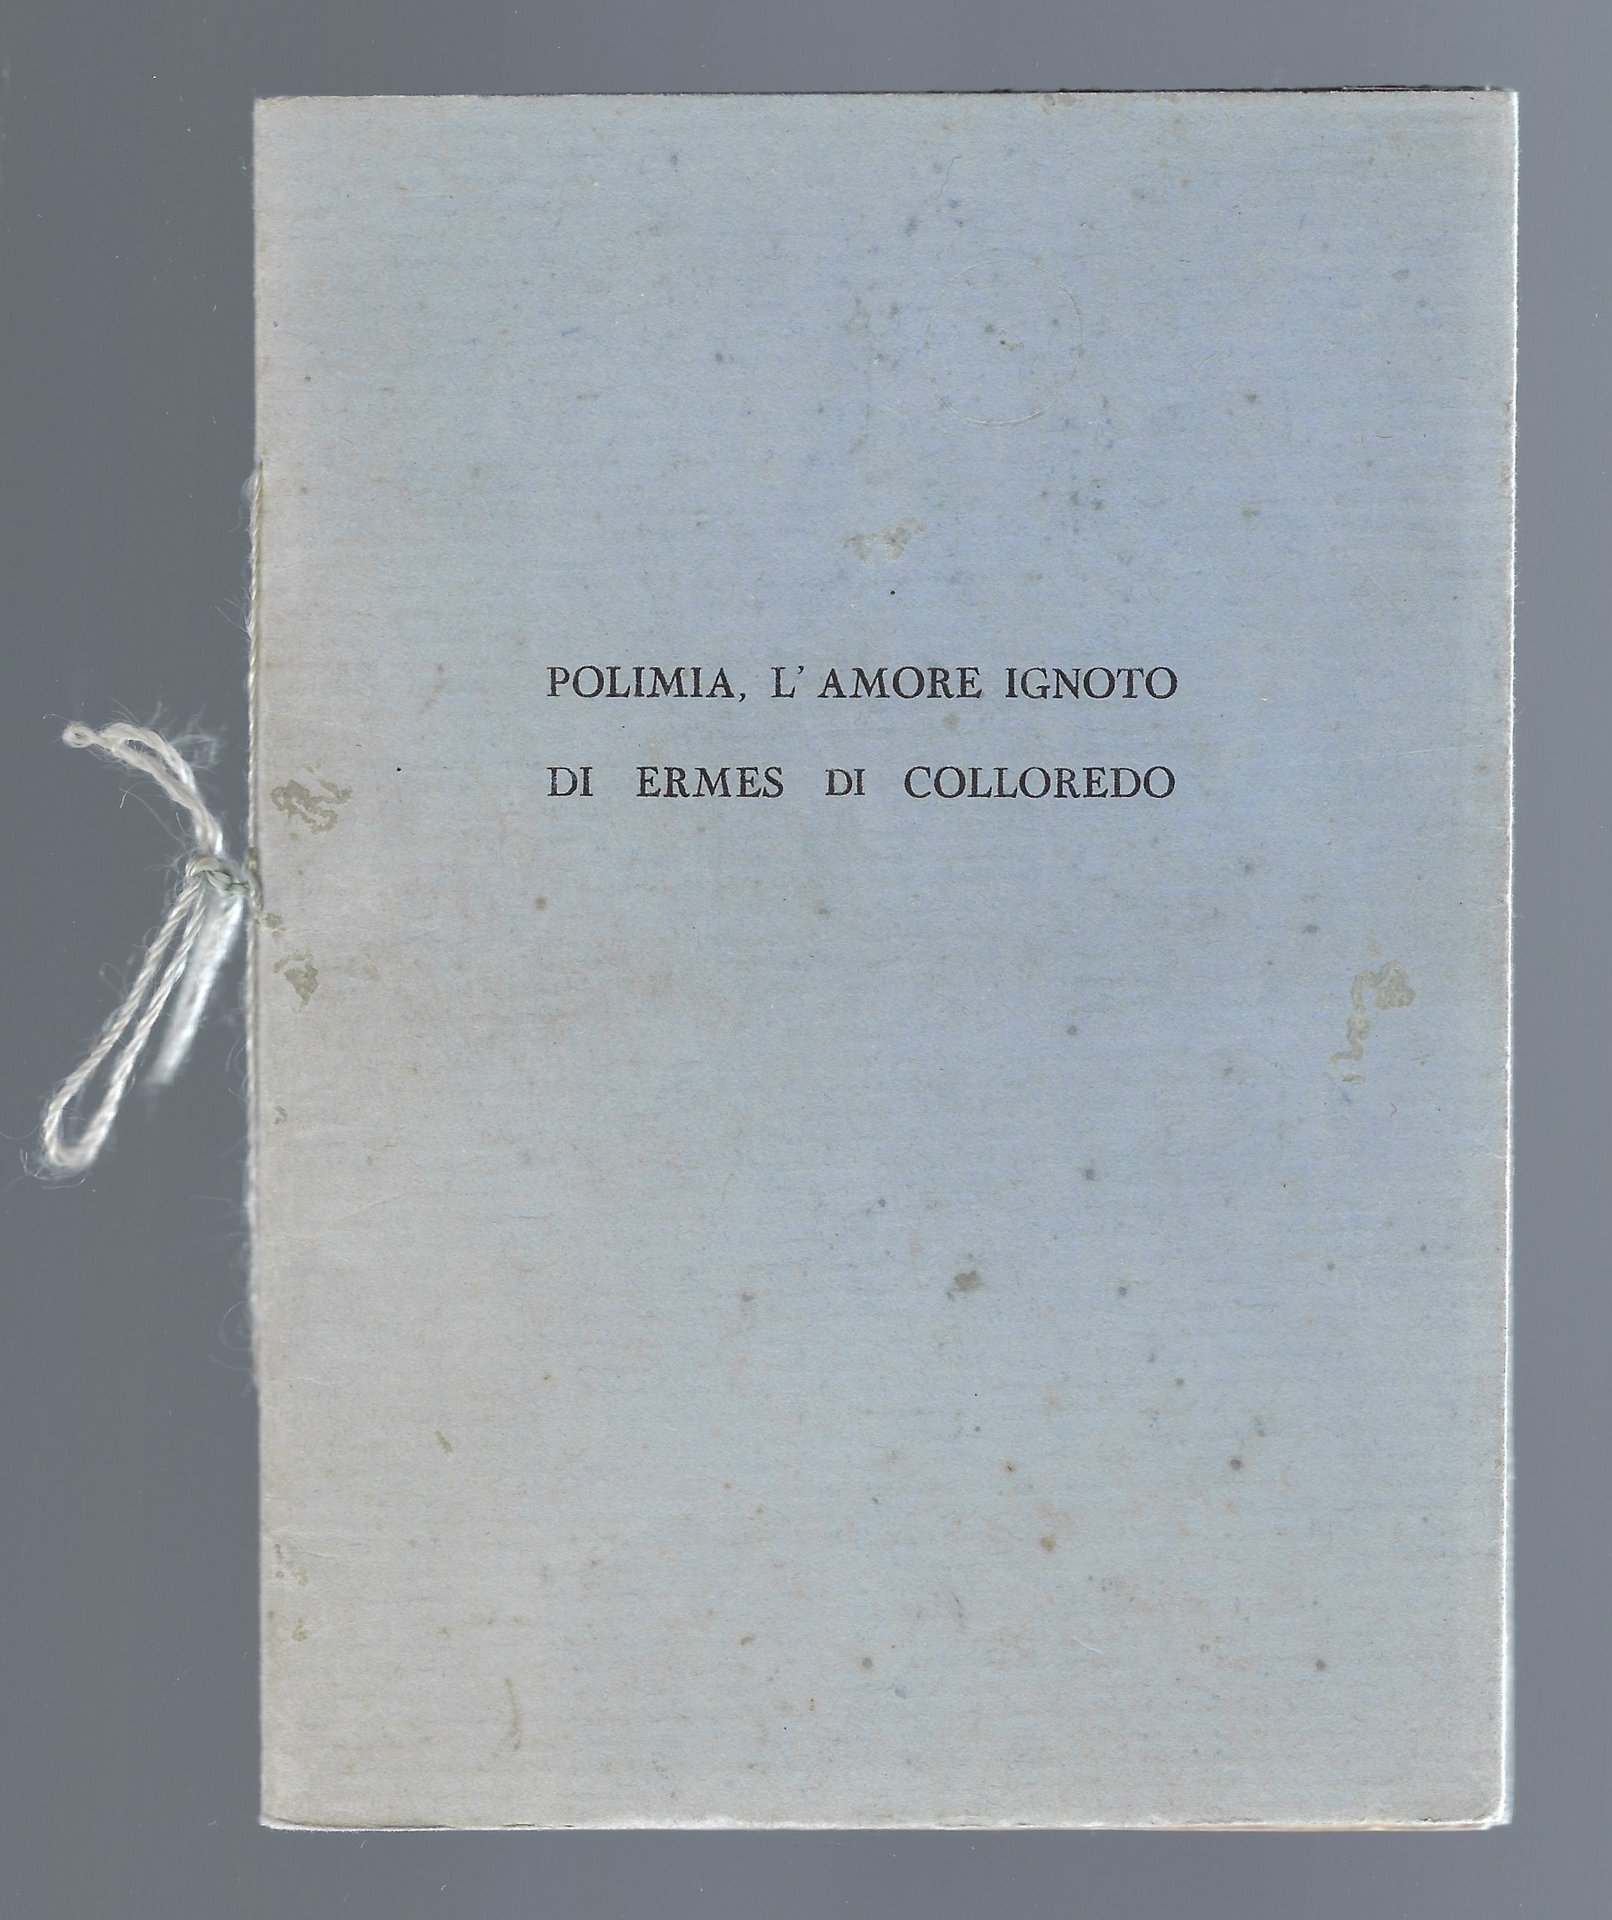 POLIMIA, L' AMORE IGNOTO
DI ERMES DI COLLOREDO